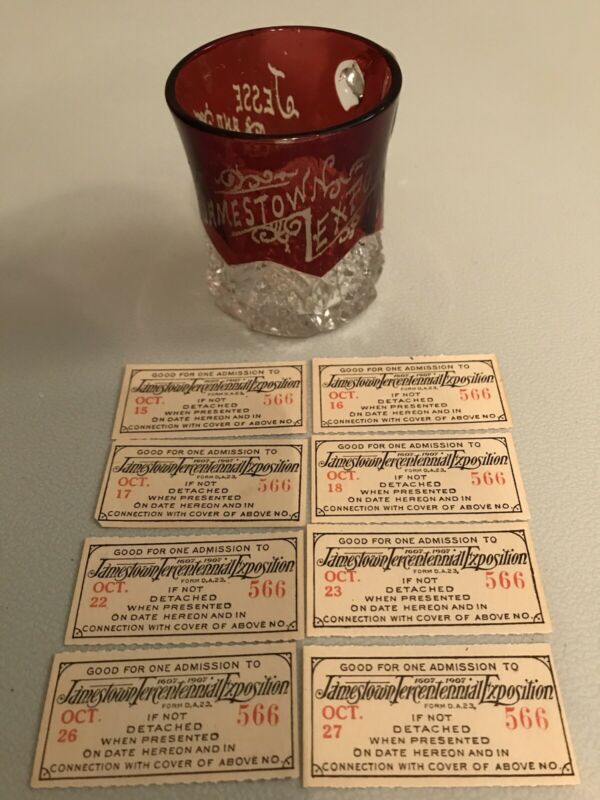 JESSE
JAMESTOWN
EXPO
GOOD FOR ONE ADMISSION TO
1607 1907
Jamestown Tercentennial Exposition
FORM D.A.23.
OCT. 15
566
IF NOT
DETACHED
WHEN PRESENTED
ON DATE HEREON AND IN
CONNECTION WITH COVER OF ABOVE NO.
GOOD FOR ONE ADMISSION TO
1607 1907
Jamestown Tercentennial Exposition
FORM D.A.23.
OCT. 16
566
IF NOT
DETACHED
WHEN PRESENTED
ON DATE HEREON AND IN
CONNECTION WITH COVER OF ABOVE NO.
GOOD FOR ONE ADMISSION TO
1607 1907
Jamestown Tercentennial Exposition
FORM D.A.23.
OCT. 17
566
IF NOT
DETACHED
WHEN PRESENTED
ON DATE HEREON AND IN
CONNECTION WITH COVER OF ABOVE NO.
GOOD FOR ONE ADMISSION TO
1607 1907
Jamestown Tercentennial Exposition
FORM D.A.23.
OCT. 18
566
IF NOT
DETACHED
WHEN PRESENTED
ON DATE HEREON AND IN
CONNECTION WITH COVER OF ABOVE NO.
GOOD FOR ONE ADMISSION TO
1607 1907
Jamestown Tercentennial Exposition
FORM D.A.23.
OCT. 22
566
IF NOT
DETACHED
WHEN PRESENTED
ON DATE HEREON AND IN
CONNECTION WITH COVER OF ABOVE NO.
GOOD FOR ONE ADMISSION TO
1607 1907
Jamestown Tercentennial Exposition
FORM D.A.23.
OCT. 23
566
IF NOT
DETACHED
WHEN PRESENTED
ON DATE HEREON AND IN
CONNECTION WITH COVER OF ABOVE NO.
GOOD FOR ONE ADMISSION TO
1607 1907
Jamestown Tercentennial Exposition
FORM D.A.23.
OCT. 26
566
IF NOT
DETACHED
WHEN PRESENTED
ON DATE HEREON AND IN
CONNECTION WITH COVER OF ABOVE NO.
GOOD FOR ONE ADMISSION TO
1607 1907
Jamestown Tercentennial Exposition
FORM D.A.23.
OCT. 27
566
IF NOT
DETACHED
WHEN PRESENTED
ON DATE HEREON AND IN
CONNECTION WITH COVER OF ABOVE NO.